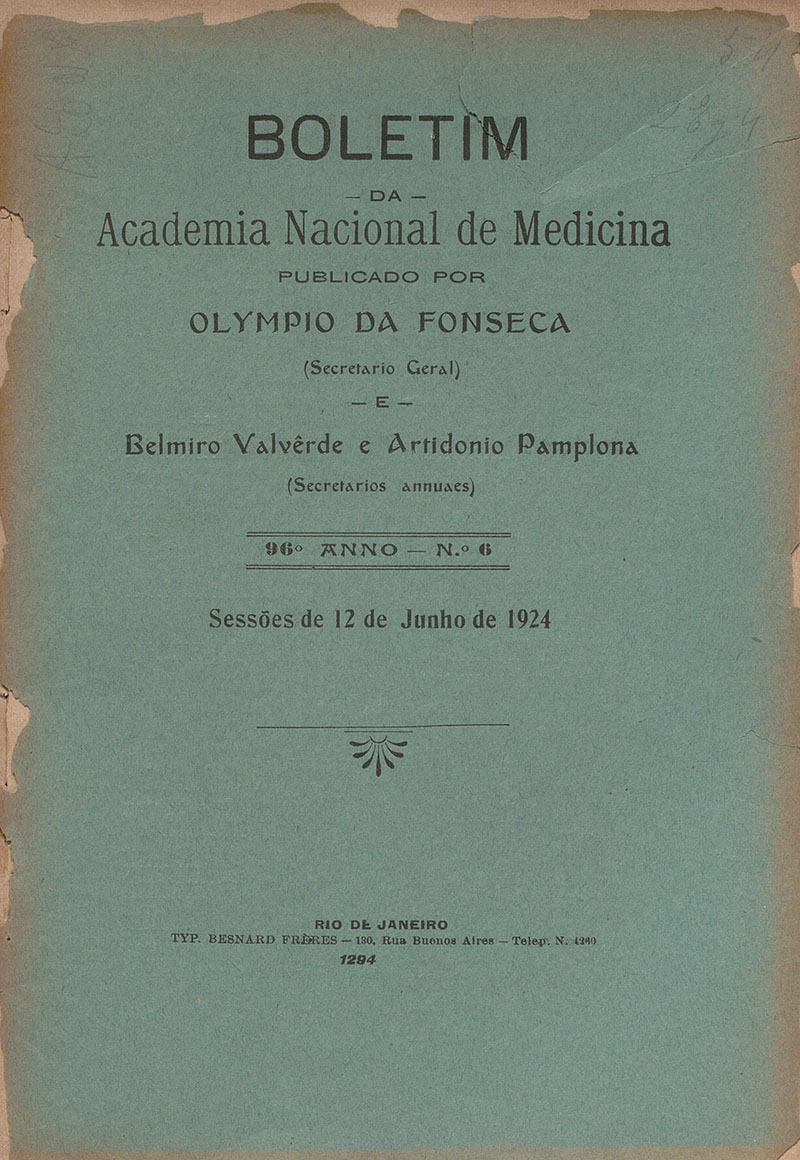 BOLETIM
— DA —
Academia Nacional de Medicina
PUBLICADO POR
OLYMPIO DA FONSECA
(Secretario Geral)
— E —
Belmiro Valvêrde e Artidonio Pamplona
(Secretarios annuaes)
96º ANNO — N.º 6
Sessões de 12 de Junho de 1924
RIO DE JANEIRO
TYP. BESNARD FRÈRES — 130, Rua Buenos Aires — Telep. N. 4260
1294